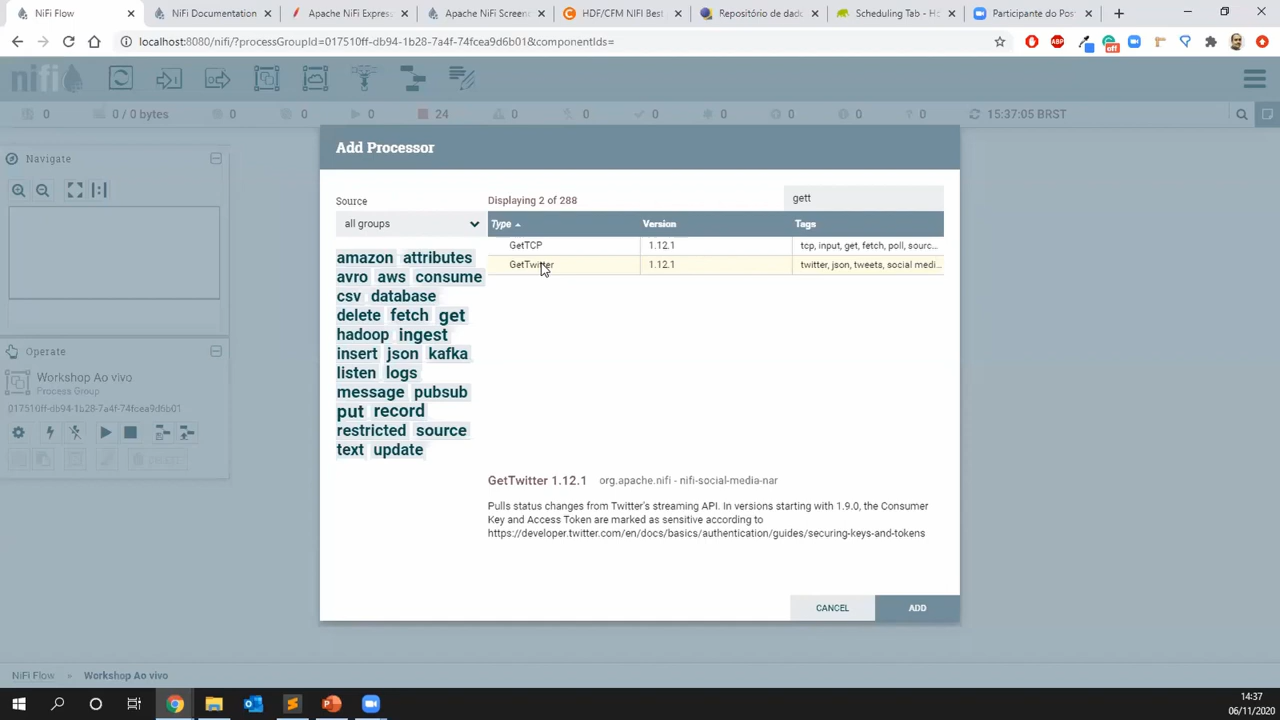 NiFi Flow
NiFi Documentation
Apache NiFi Expres
Apache NiFi Screen
HDF/CFM NIFI Best
Repositório de dado
Scheduling Tab - H
Participante do Pos
localhost:8080/nifi/?processGroupId=017510ff-db94-1b28-7a4f-74fcea9d6b01&componentIds=
ABP
off
nifi
0
0 / 0 bytes
0
0
0
24
0
0
0
0
0
0
0
15:37:05 BRST
Navigate
Operate
Workshop Ao vivo
Process Group
017510ff-db94-1b28-7a4f-74fcea9d6b01
DELETE
Add Processor
Source
all groups
amazon attributes
avro aws consume
csv database
delete fetch get
hadoop ingest
insert json kafka
listen logs
message pubsub
put record
restricted source
text update
Displaying 2 of 288
gett
Type Version Tags
GetTCP 1.12.1 tcp, input, get, fetch, poll, sourc...
GetTwitter 1.12.1 twitter, json, tweets, social medi...
GetTwitter 1.12.1 org.apache.nifi - nifi-social-media-nar
Pulls status changes from Twitter's streaming API. In versions starting with 1.9.0, the Consumer
Key and Access Token are marked as sensitive according to
https://developer.twitter.com/en/docs/basics/authentication/guides/securing-keys-and-tokens
CANCEL
ADD
NiFi Flow » Workshop Ao vivo
14:37
06/11/2020